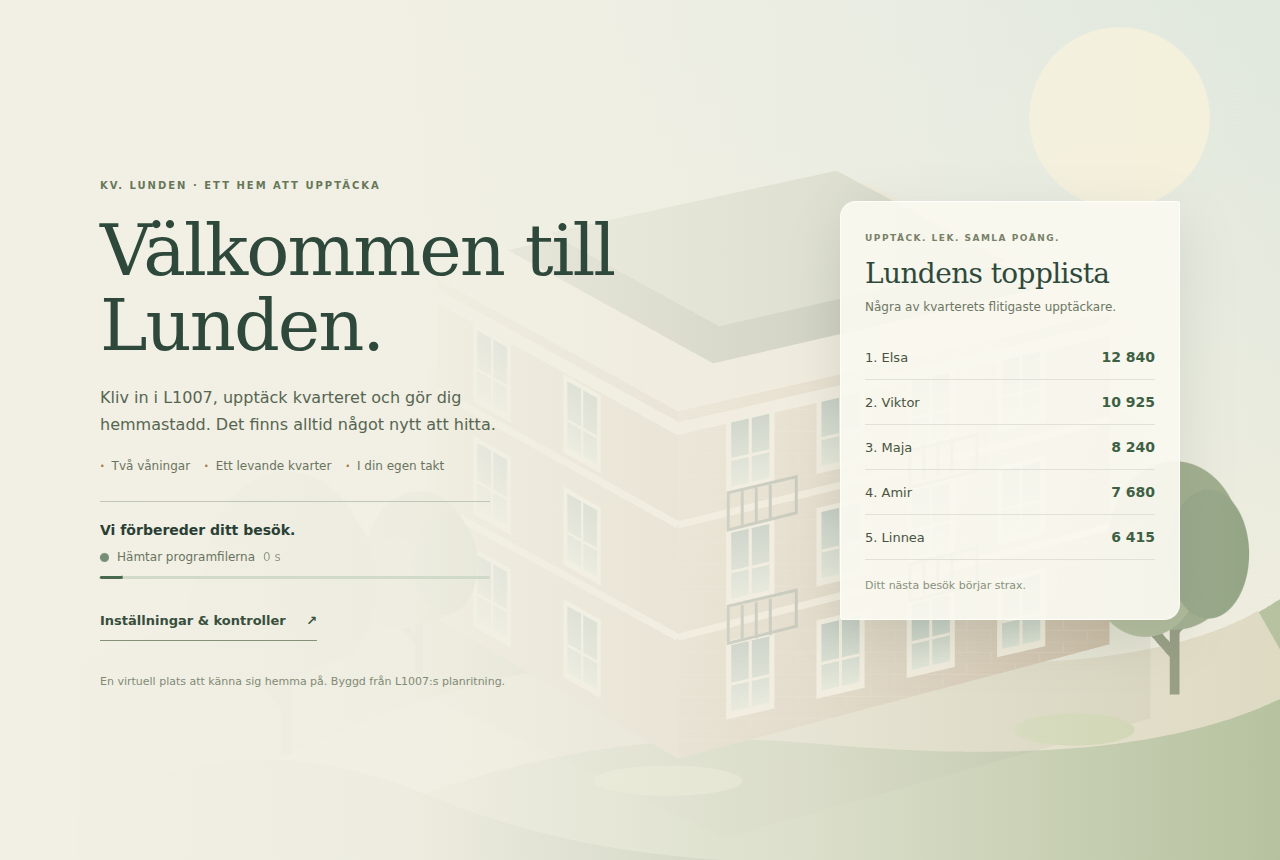 KV. LUNDEN · ETT HEM ATT UPPTÄCKA
Välkommen till
Lunden.
Kliv in i L1007, upptäck kvarteret och gör dig
hemmastadd. Det finns alltid något nytt att hitta.
· Två våningar · Ett levande kvarter · I din egen takt
Vi förbereder ditt besök.
Hämtar programfilerna 0 s
Inställningar & kontroller ↗
En virtuell plats att känna sig hemma på. Byggd från L1007:s planritning.
UPPTÄCK. LEK. SAMLA POÄNG.
Lundens topplista
Några av kvarterets flitigaste upptäckare.
1. Elsa 12 840
2. Viktor 10 925
3. Maja 8 240
4. Amir 7 680
5. Linnea 6 415
Ditt nästa besök börjar strax.